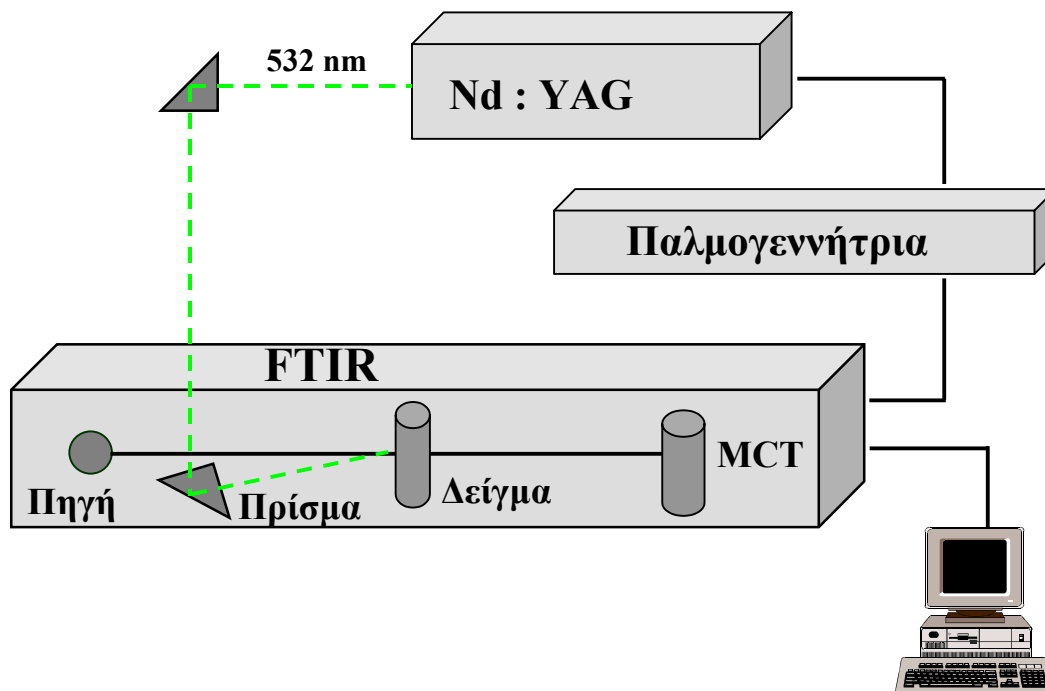 532 nm
Nd : YAG
Παλμογεννήτρια
FTIR
MCT
Πηγή
Πρίσμα
Δείγμα